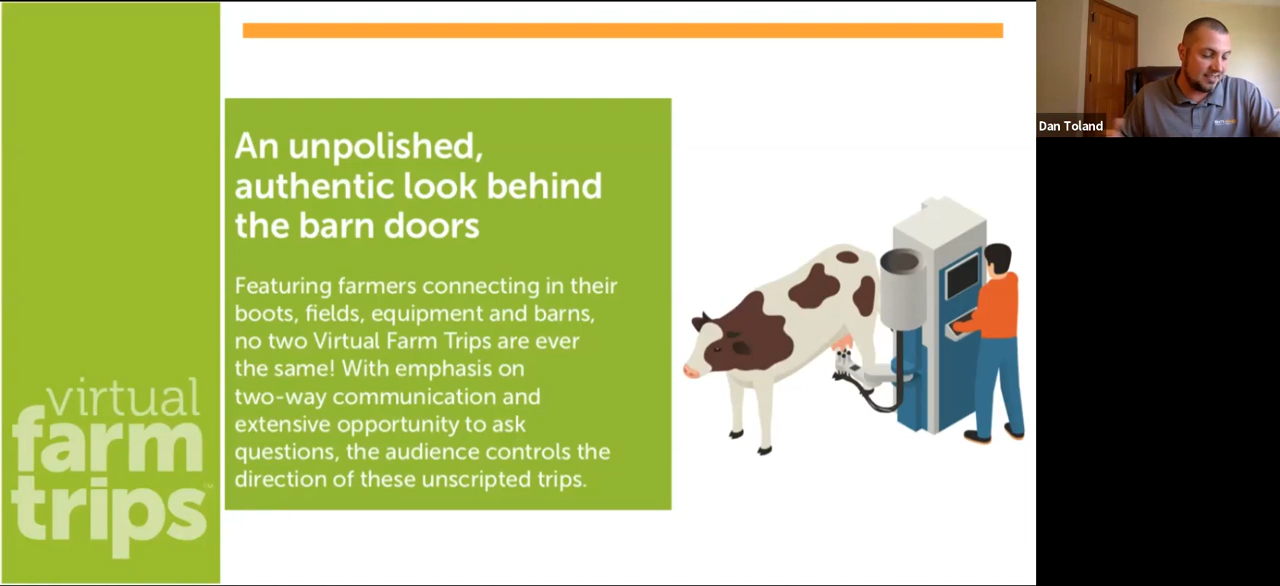 An unpolished,
authentic look behind
the barn doors
Featuring farmers connecting in their
boots, fields, equipment and barns,
no two Virtual Farm Trips are ever
the same! With emphasis on
two-way communication and
extensive opportunity to ask
questions, the audience controls the
direction of these unscripted trips.
virtual
farm
trips™
Dan Toland